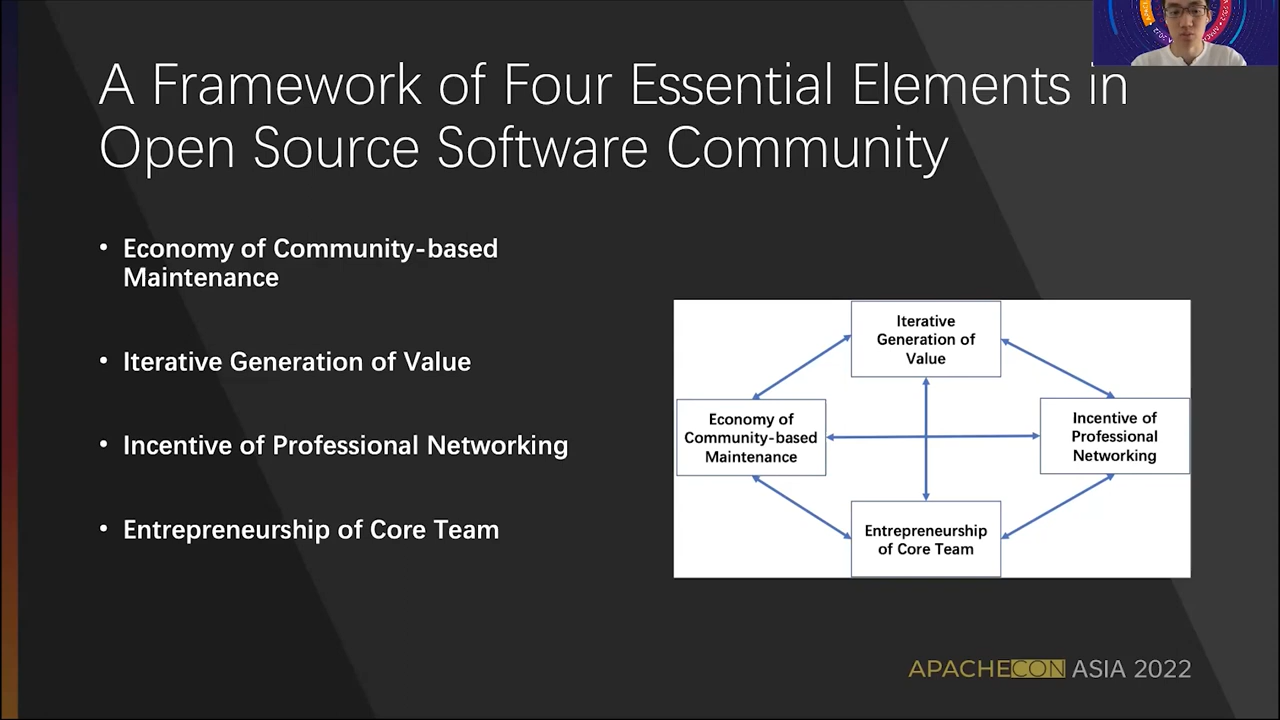 A Framework of Four Essential Elements in
Open Source Software Community
• Economy of Community-based
Maintenance
• Iterative Generation of Value
• Incentive of Professional Networking
• Entrepreneurship of Core Team
Iterative
Generation of
Value
Economy of
Community-based
Maintenance
Incentive of
Professional
Networking
Entrepreneurship
of Core Team
APACHECON ASIA 2022